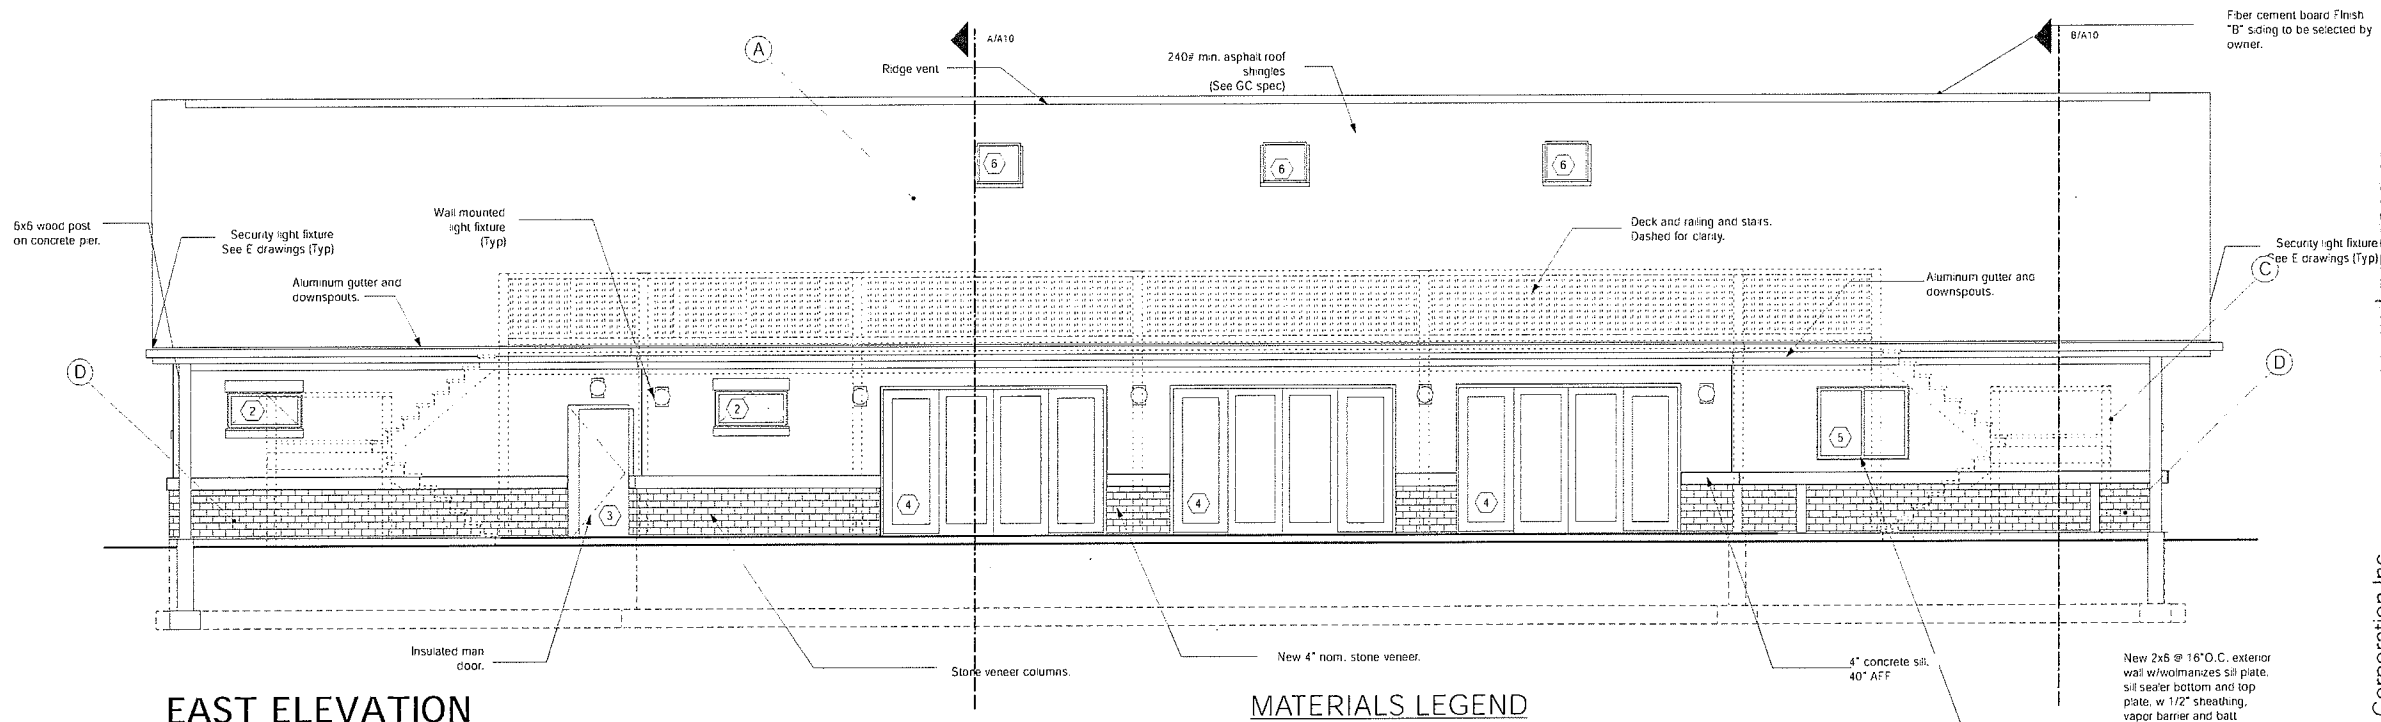 A
A/A10
B/A10
Fiber cement board FInish
"B" siding to be selected by
owner.
Ridge vent
240# min. asphalt roof
shingles
(See GC spec)
6
6
6
6x6 wood post
on concrete pier.
Security light fixture
See E drawings (Typ)
Wall mounted
light fixture
(Typ)
Aluminum gutter and
downspouts.
Deck and railing and stairs.
Dashed for clarity.
Aluminum gutter and
downspouts.
Security light fixture
See E drawings (Typ)
C
D
D
2
2
5
3
4
4
4
Insulated man
door.
Stone veneer columns.
New 4" nom. stone veneer.
4" concrete sill.
40" AFF
New 2x6 @ 16"O.C. exterior
wall w/wolmanizes sill plate,
sill sealer bottom and top
plate, w 1/2" sheathing,
vapor barrier and batt
EAST ELEVATION
MATERIALS LEGEND
Corporation Inc